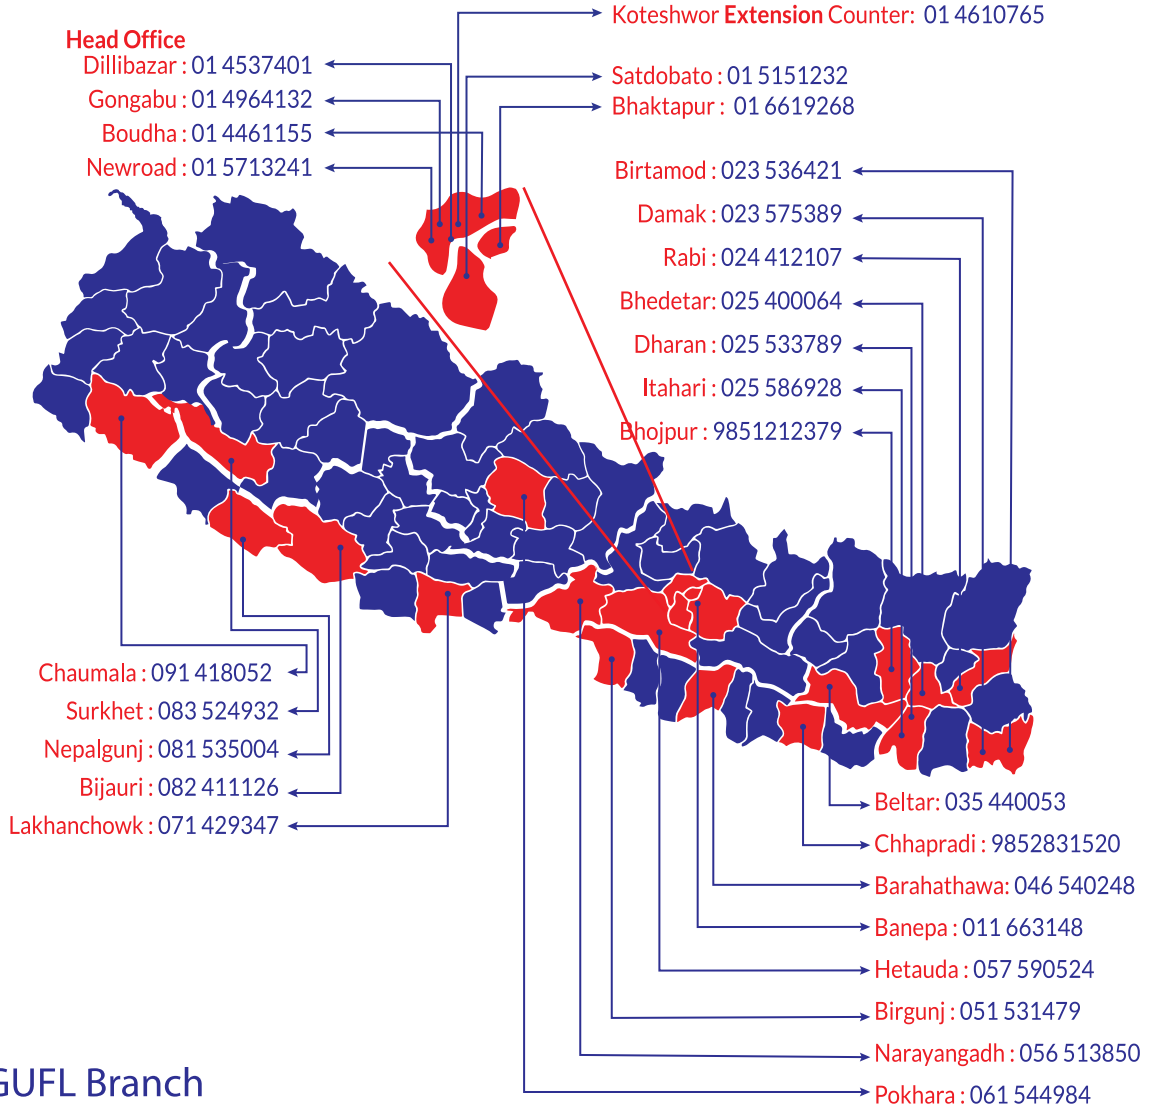 Koteshwor Extension Counter: 01 4610765
Head Office
Dillibazar : 01 4537401
Gongabu : 01 4964132
Boudha : 01 4461155
Newroad : 01 5713241
Satdobato : 01 5151232
Bhaktapur : 01 6619268
Birtamod : 023 536421
Damak : 023 575389
Rabi : 024 412107
Bhedetar: 025 400064
Dharan : 025 533789
Itahari : 025 586928
Bhojpur : 9851212379
Chaumala : 091 418052
Surkhet : 083 524932
Nepalgunj : 081 535004
Bijauri : 082 411126
Lakhanchowk : 071 429347
Beltar: 035 440053
Chhapradi : 9852831520
Barahathawa: 046 540248
Banepa : 011 663148
Hetauda : 057 590524
Birgunj : 051 531479
Narayangadh : 056 513850
Pokhara : 061 544984
GUFL Branch